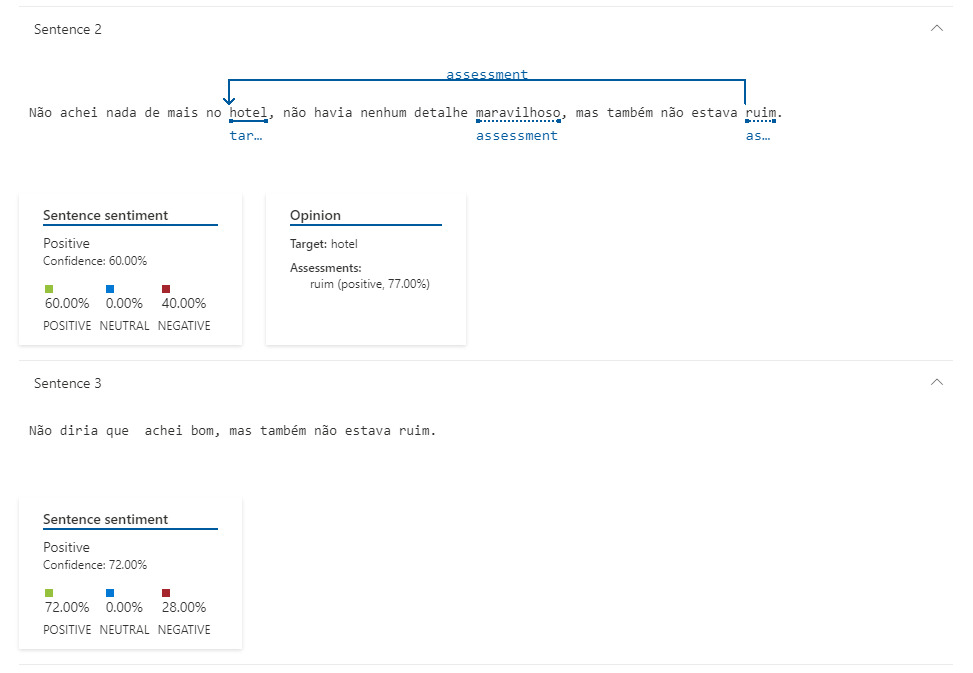 Sentence 2
assessment
Não achei nada de mais no hotel, não havia nenhum detalhe maravilhoso, mas também não estava ruim.
tar… assessment as…
Sentence sentiment
Positive
Confidence: 60.00%
60.00% 0.00% 40.00%
POSITIVE NEUTRAL NEGATIVE
Opinion
Target: hotel
Assessments:
ruim (positive, 77.00%)
Sentence 3
Não diria que  achei bom, mas também não estava ruim.
Sentence sentiment
Positive
Confidence: 72.00%
72.00% 0.00% 28.00%
POSITIVE NEUTRAL NEGATIVE